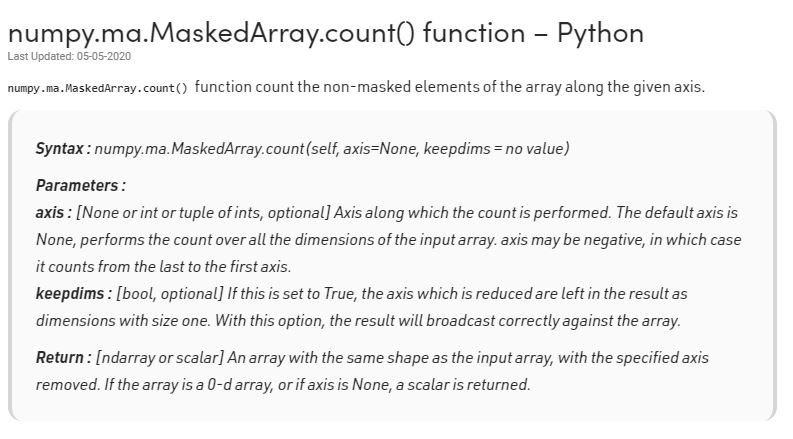 numpy.ma.MaskedArray.count() function – Python
Last Updated: 05-05-2020
numpy.ma.MaskedArray.count() function count the non-masked elements of the array along the given axis.
Syntax : numpy.ma.MaskedArray.count(self, axis=None, keepdims = no value)
Parameters :
axis : [None or int or tuple of ints, optional] Axis along which the count is performed. The default axis is
None, performs the count over all the dimensions of the input array. axis may be negative, in which case
it counts from the last to the first axis.
keepdims : [bool, optional] If this is set to True, the axis which is reduced are left in the result as
dimensions with size one. With this option, the result will broadcast correctly against the array.
Return : [ndarray or scalar] An array with the same shape as the input array, with the specified axis
removed. If the array is a 0-d array, or if axis is None, a scalar is returned.